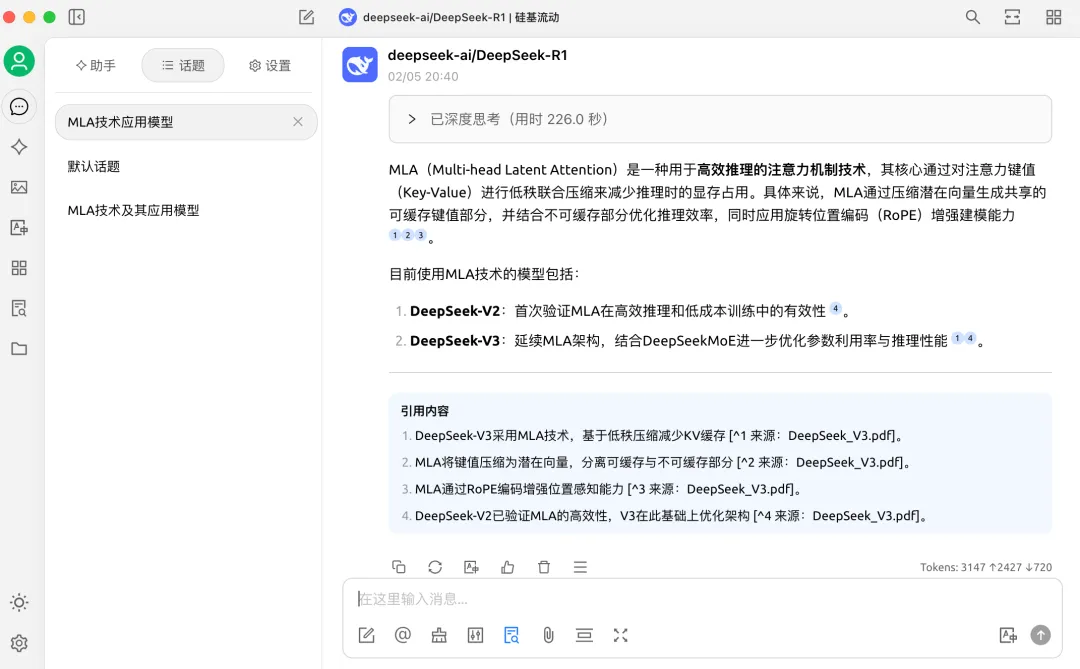 deepseek-ai/DeepSeek-R1 | 硅基流动
助手
话题
设置
MLA技术应用模型
默认话题
MLA技术及其应用模型
deepseek-ai/DeepSeek-R1
02/05 20:40
已深度思考（用时 226.0 秒）
MLA（Multi-head Latent Attention）是一种用于高效推理的注意力机制技术，其核心通过对注意力键值
（Key-Value）进行低秩联合压缩来减少推理时的显存占用。具体来说，MLA通过压缩潜在向量生成共享的
可缓存键值部分，并结合不可缓存部分优化推理效率，同时应用旋转位置编码（RoPE）增强建模能力
1 2 3 。
目前使用MLA技术的模型包括：
1. DeepSeek-V2：首次验证MLA在高效推理和低成本训练中的有效性 4 。
2. DeepSeek-V3：延续MLA架构，结合DeepSeekMoE进一步优化参数利用率与推理性能 1 4 。
引用内容
1. DeepSeek-V3采用MLA技术，基于低秩压缩减少KV缓存 [^1 来源：DeepSeek_V3.pdf]。
2. MLA将键值压缩为潜在向量，分离可缓存与不可缓存部分 [^2 来源：DeepSeek_V3.pdf]。
3. MLA通过RoPE编码增强位置感知能力 [^3 来源：DeepSeek_V3.pdf]。
4. DeepSeek-V2已验证MLA的高效性，V3在此基础上优化架构 [^4 来源：DeepSeek_V3.pdf]。
Tokens: 3147 ↑2427 ↓720
在这里输入消息...